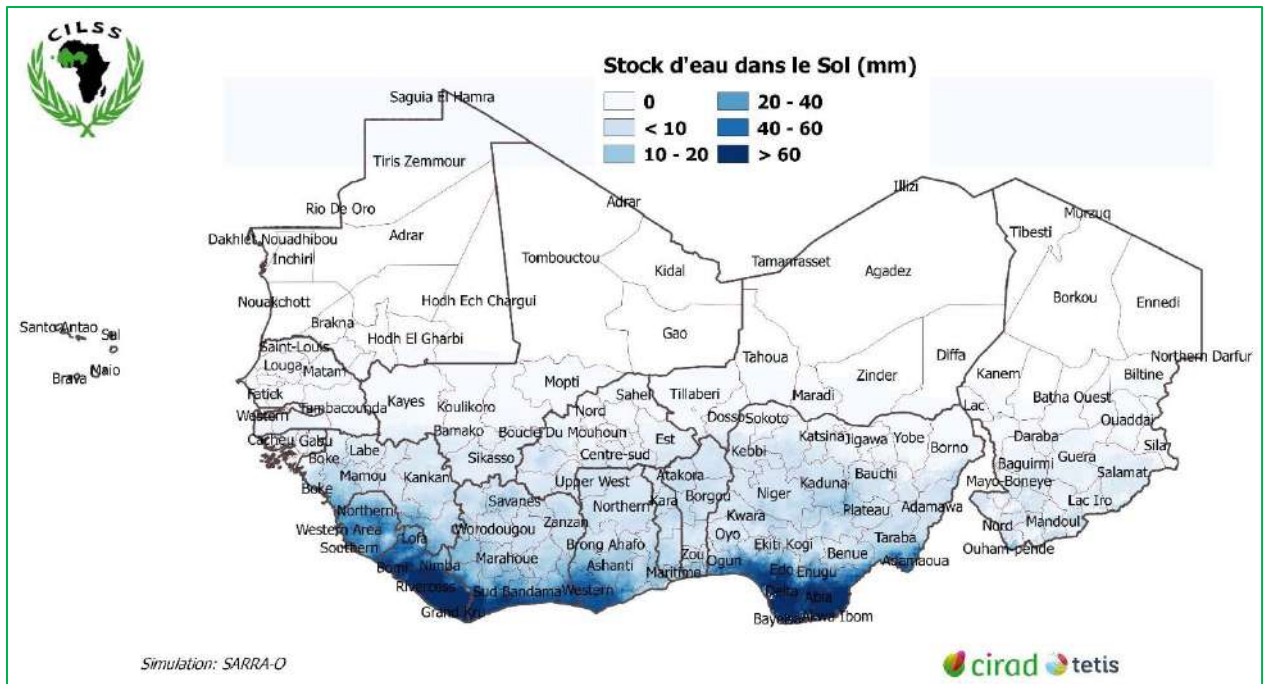 CILSS
Stock d'eau dans le Sol (mm)
0
20 - 40
< 10
40 - 60
10 - 20
> 60
Saguia El Hamra
Tiris Zemmour
Illizi
Adrar
Murzuq
Rio De Oro
Tibesti
Dakhlet Nouadhibou
Adrar
Inchiri
Tombouctou
Kidal
Tamanrasset
Agadez
Borkou
Ennedi
Nouakchott
Hodh Ech Chargui
Brakna
Hodh El Gharbi
Gao
Santo Antao
Sal
Saint-Louis
Louga
Matam
Tahoua
Diffa
Northern Darfur
Brava
Maio
Mopti
Zinder
Kanem
Biltine
Fatick
Kayes
Sahel
Tillaberi
Maradi
Batha Ouest
Western
Tambacounda
Koulikoro
Nord
Dosso
Sokoto
Lac
Ouaddai
Cacheu
Gabu
Bamako
Boucle Du Mouhoun
Est
Katsina
Jigawa
Yobe
Borno
Daraba
Sila
Boke
Labe
Sikasso
Centre-sud
Kebbi
Baguirmi
Guera
Mamou
Kankan
Upper West
Atakora
Bauchi
Mayo-Boneye
Salamat
Boke
Savanes
Northern
Kara
Borgou
Niger
Kaduna
Lac Iro
Northern
Worodougou
Zanzan
Kwara
Plateau
Adamawa
Nord
Mandoul
Western Area
Lofa
Brong Ahafo
Oyo
Ekiti
Kogi
Taraba
Ouham-pende
Southern
Marahoue
Zou
Ogun
Benue
Adamaoua
Bomi
Nimba
Ashanti
Maritime
Edo
Enugu
Rivercess
Sud Bandama
Western
Delta
Abia
Grand Kru
Bayelsa
Akwa Ibom
Simulation: SARRA-O
cirad
tetis